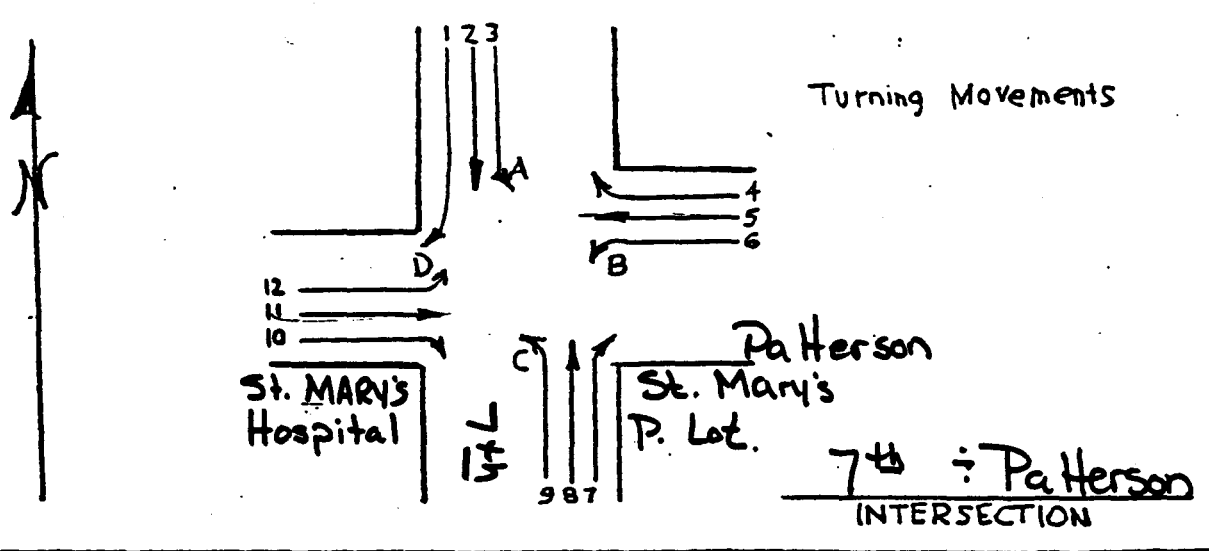 1 2 3
Turning Movements
N
A
4
5
6
B
D
12
11
10
C
Patterson
St. MARY'S
Hospital
St. Mary's
P. Lot.
7th
9 8 7
7th ÷ Patterson
INTERSECTION